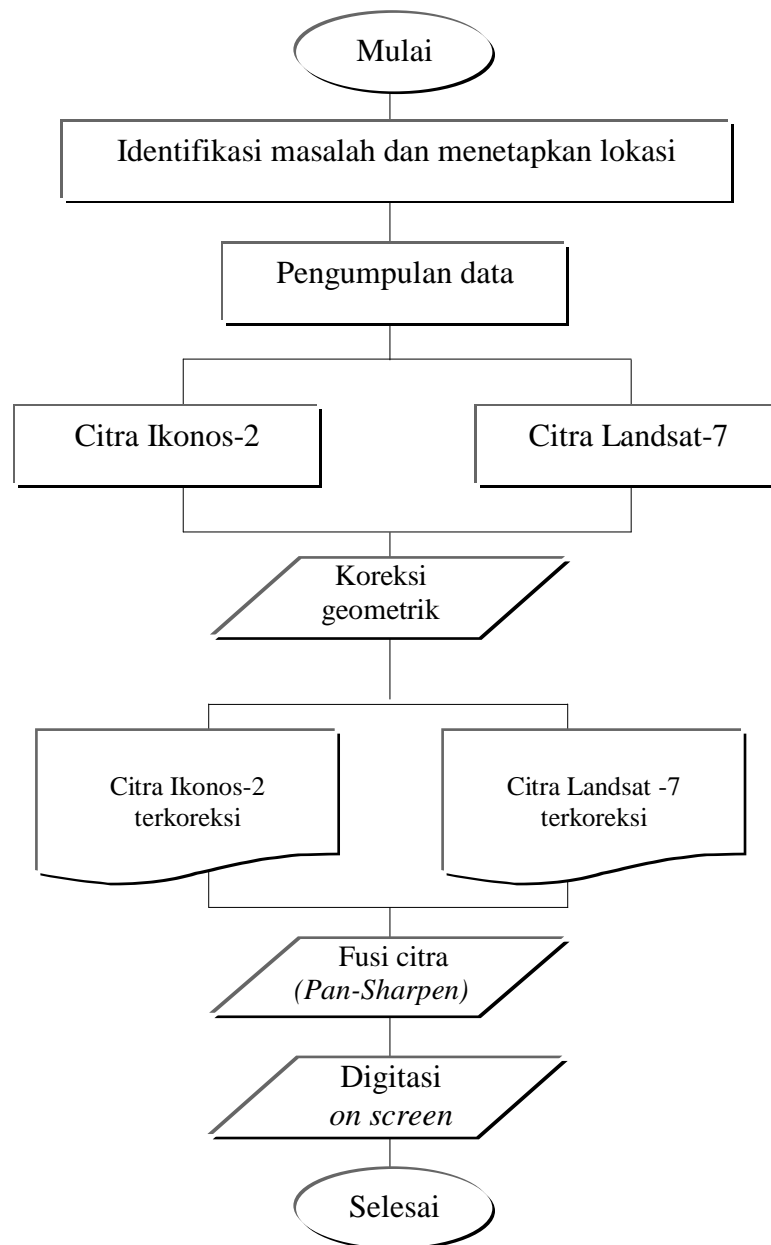 Mulai
Identifikasi masalah dan menetapkan lokasi
Pengumpulan data
Citra Ikonos-2
Citra Landsat-7
Koreksi
geometrik
Citra Ikonos-2
terkoreksi
Citra Landsat -7
terkoreksi
Fusi citra
(Pan-Sharpen)
Digitasi
on screen
Selesai